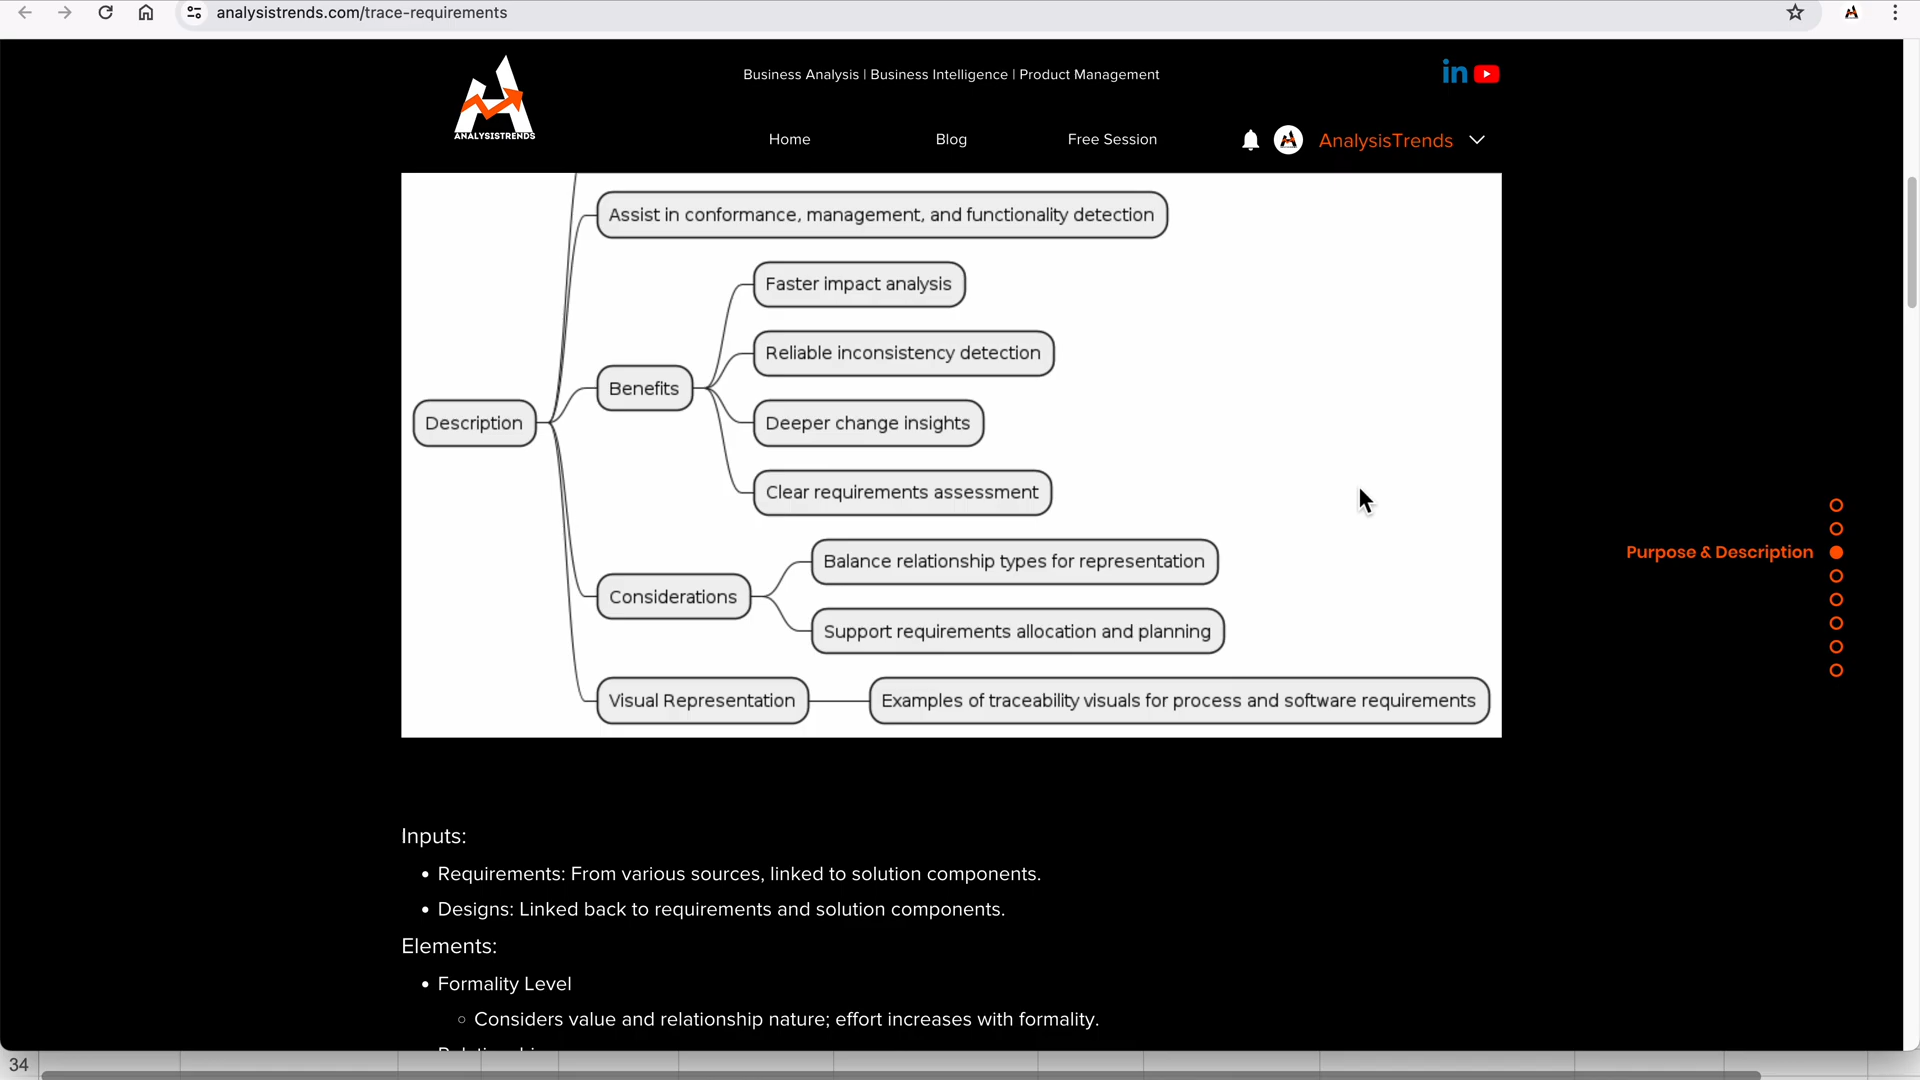 analysistrends.com/trace-requirements
Business Analysis | Business Intelligence | Product Management
ANALYSISTRENDS
Home
Blog
Free Session
AnalysisTrends
Assist in conformance, management, and functionality detection
Faster impact analysis
Reliable inconsistency detection
Benefits
Deeper change insights
Description
Clear requirements assessment
Balance relationship types for representation
Considerations
Support requirements allocation and planning
Visual Representation
Examples of traceability visuals for process and software requirements
Purpose & Description
Inputs:
• Requirements: From various sources, linked to solution components.
• Designs: Linked back to requirements and solution components.
Elements:
• Formality Level
◦ Considers value and relationship nature; effort increases with formality.
34